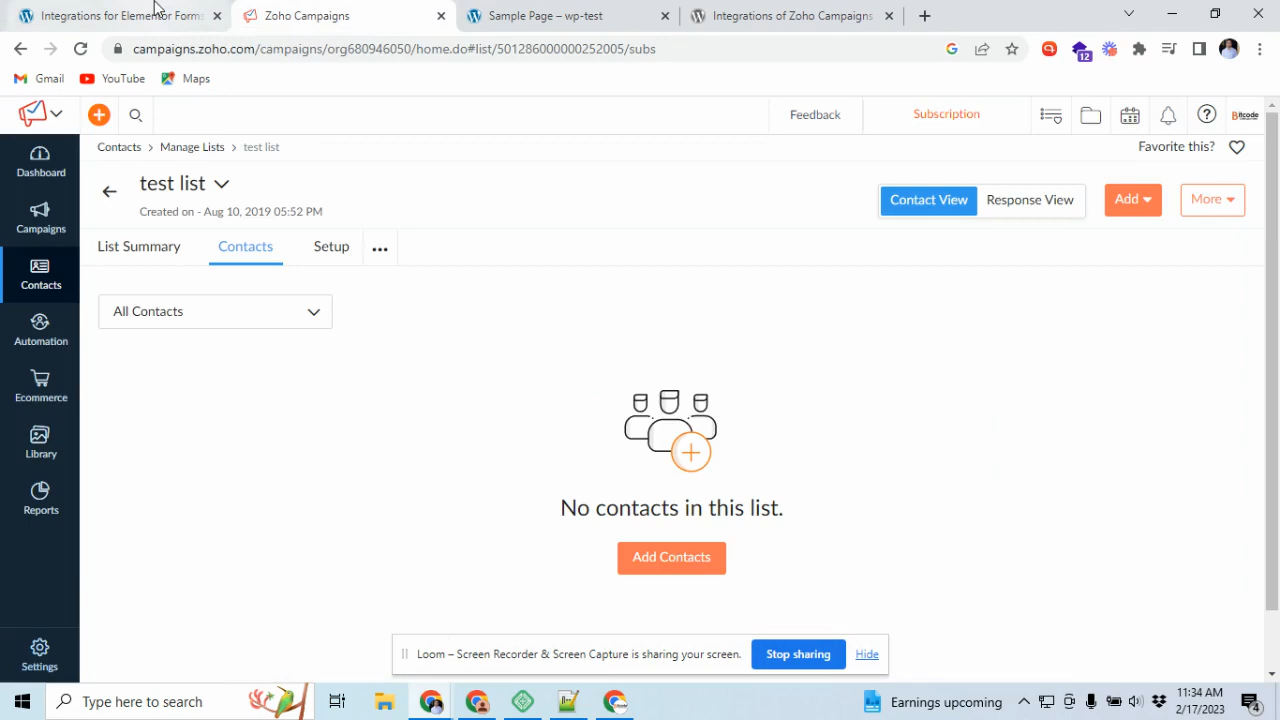 Integrations for Elementor Forms
Zoho Campaigns
Sample Page – wp-test
Integrations of Zoho Campaigns
campaigns.zoho.com/campaigns/org680946050/home.do#list/501286000000252005/subs
12
Gmail
YouTube
Maps
Feedback
Subscription
Bitcode
Contacts > Manage Lists > test list
Favorite this?
test list
Created on - Aug 10, 2019 05:52 PM
Contact View
Response View
Add
More
List Summary
Contacts
Setup
Dashboard
Campaigns
Contacts
Automation
Ecommerce
Library
Reports
Settings
All Contacts
No contacts in this list.
Add Contacts
Loom – Screen Recorder & Screen Capture is sharing your screen.
Stop sharing
Hide
Type here to search
Earnings upcoming
11:34 AM
2/17/2023
4